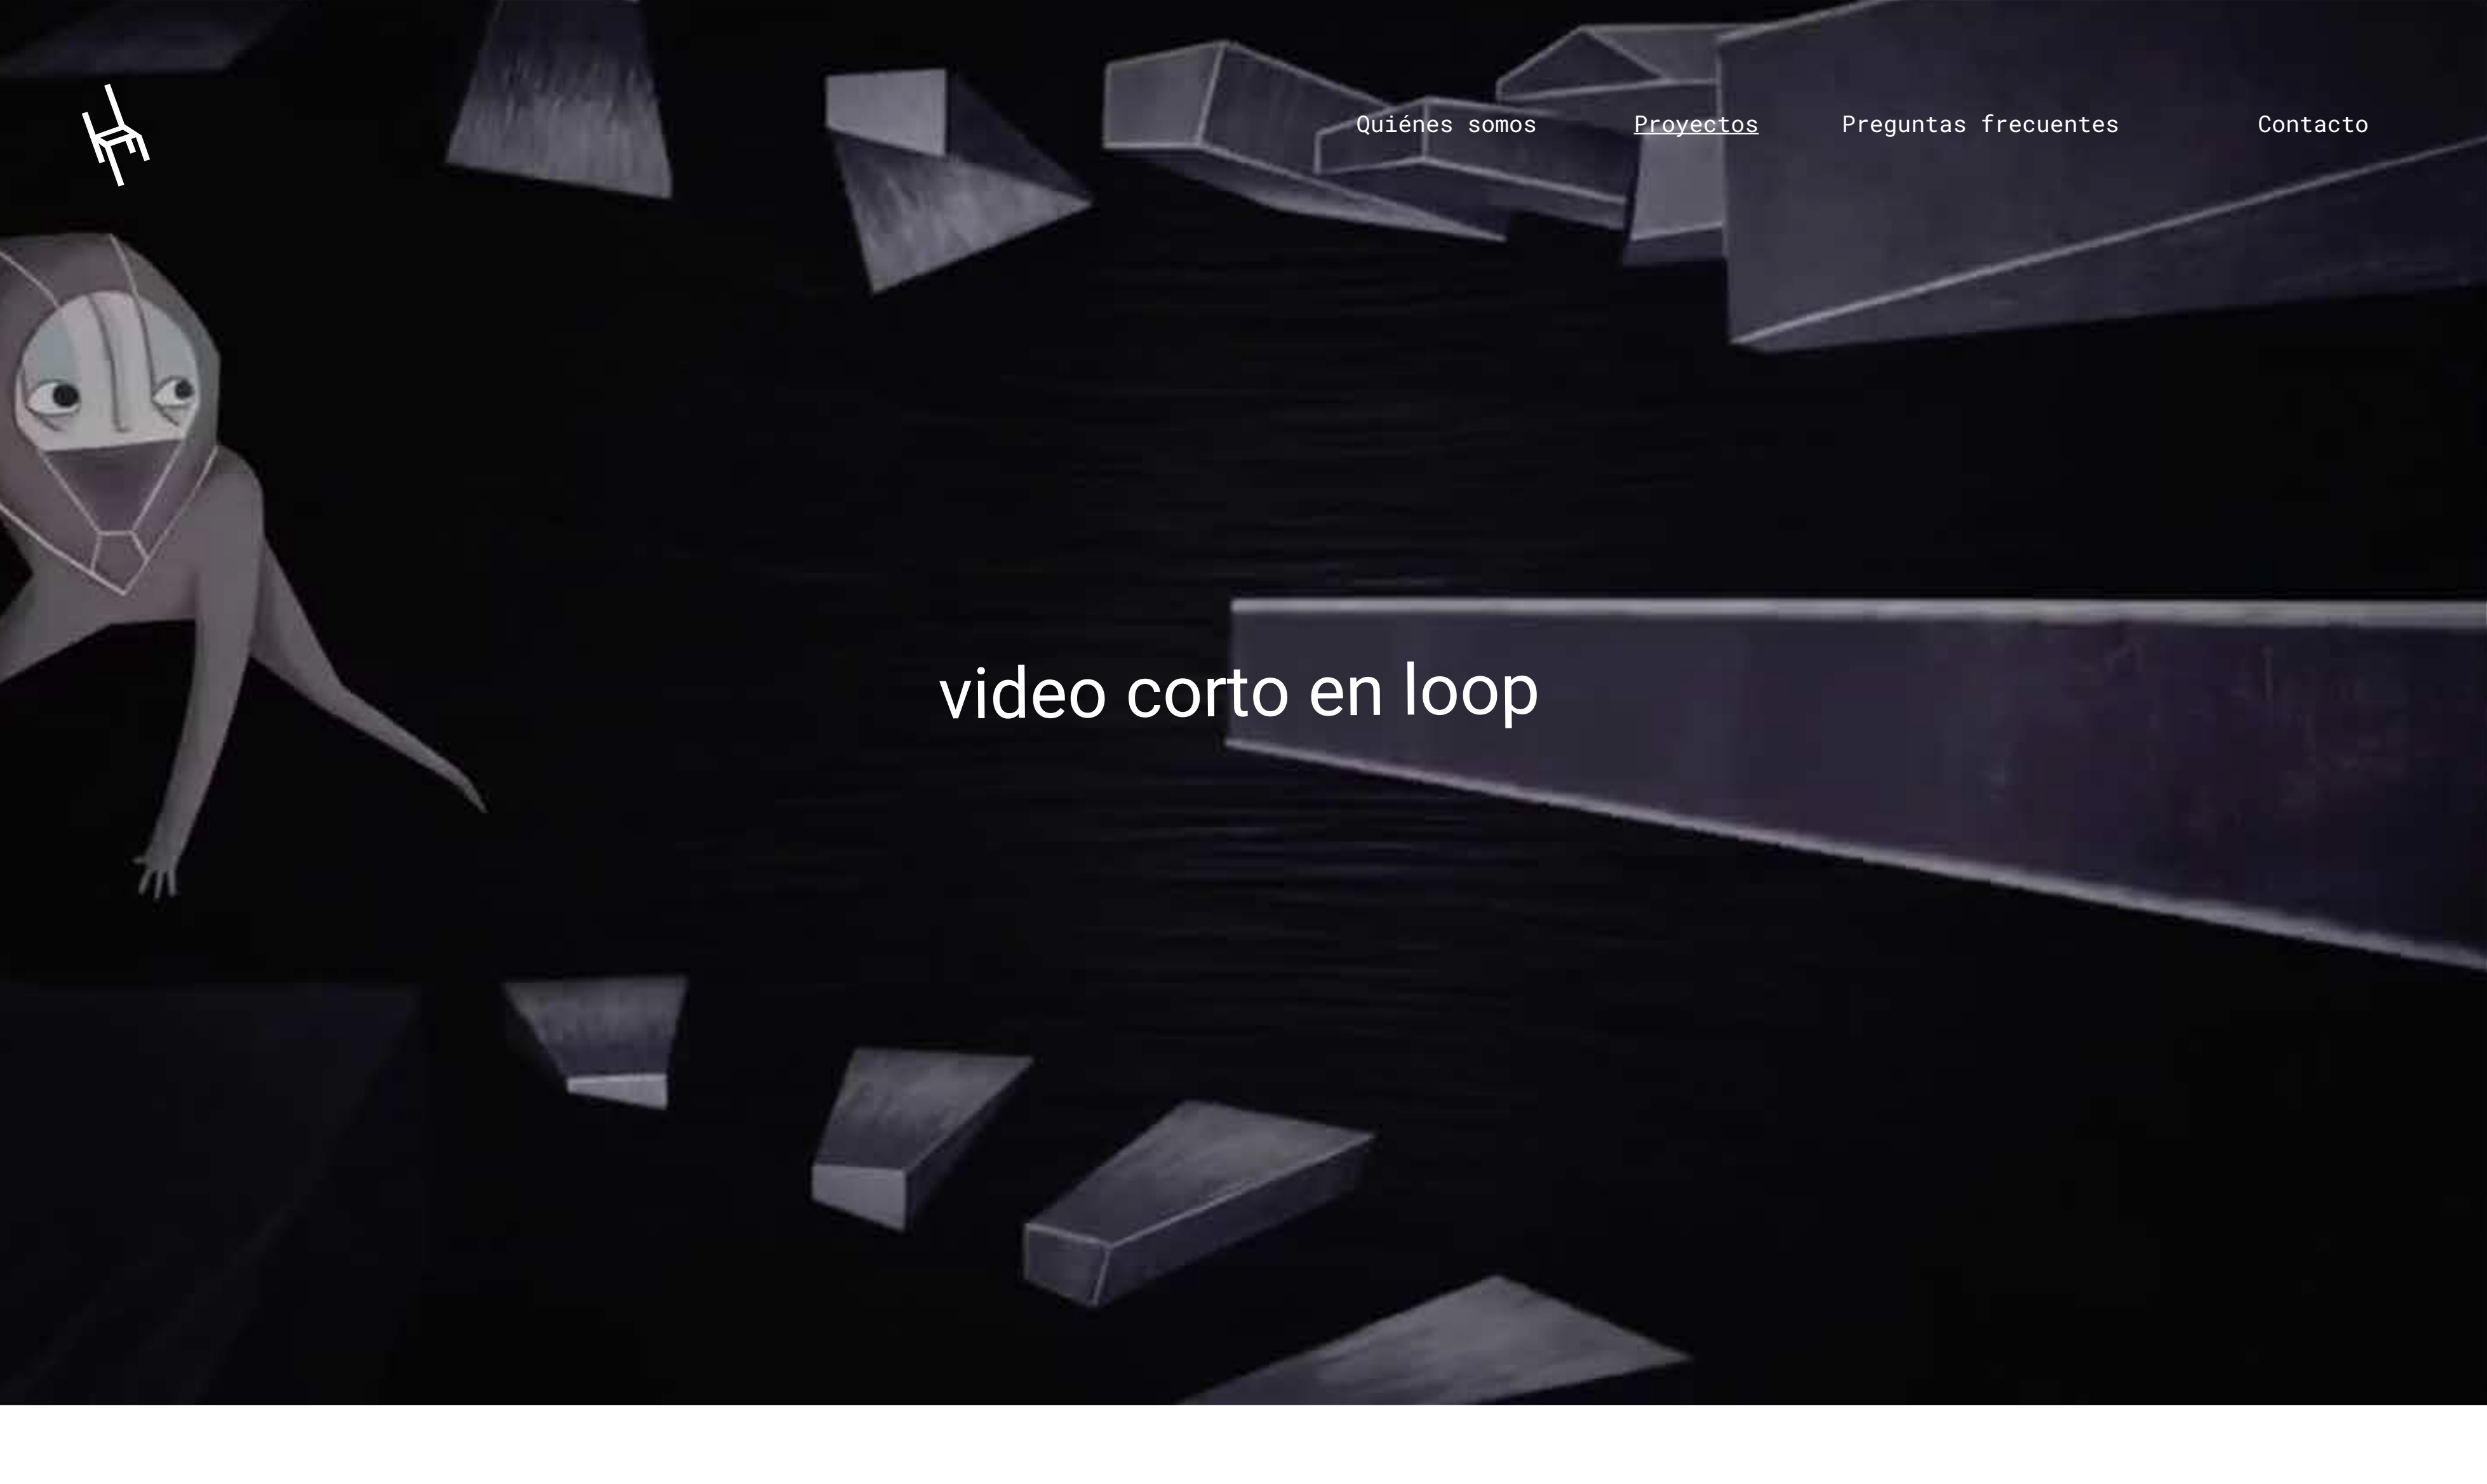 Quiénes somos Proyectos Preguntas frecuentes Contacto
video corto en loop